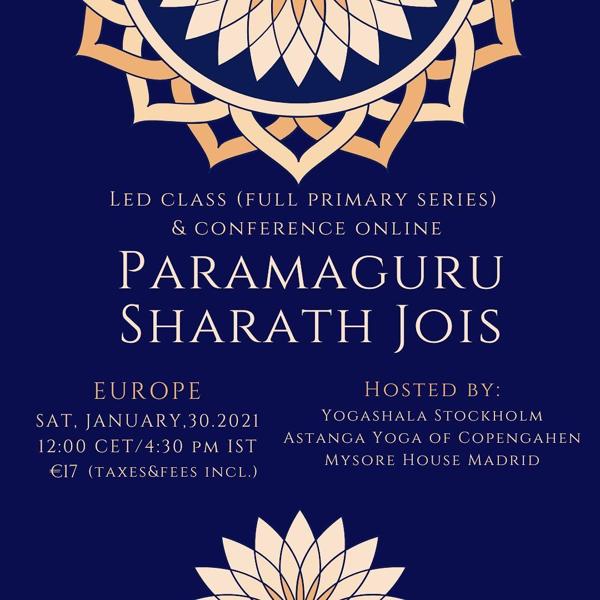 Led class (full primary series)
& conference online
Paramaguru
Sharath Jois
EUROPE
Sat, January,30.2021
12:00 CET/4:30 pm IST
€17 (taxes&fees incl.)
Hosted by:
Yogashala Stockholm
Astanga Yoga of Copengahen
Mysore House Madrid